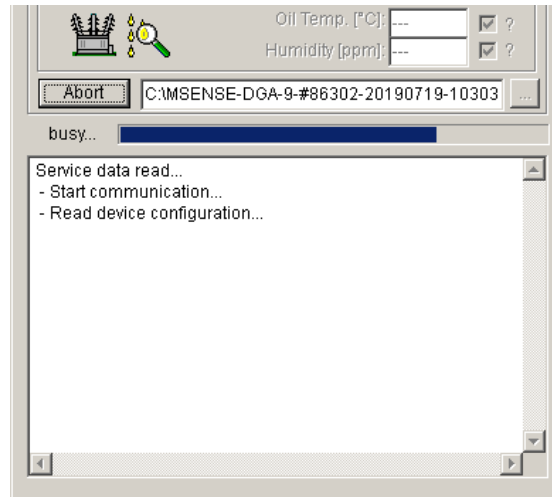 Oil Temp. [°C]: --- ?
Humidity [ppm]: --- ?
Abort C:\MSENSE-DGA-9-#86302-20190719-10303 ...
busy...
Service data read...
- Start communication...
- Read device configuration...